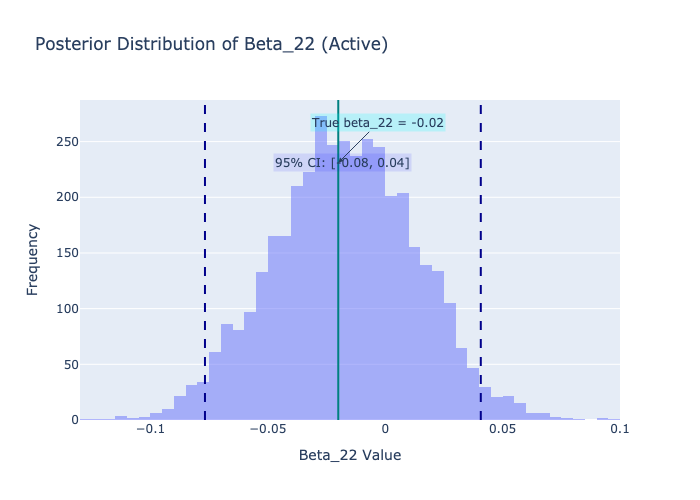 Posterior Distribution of Beta_22 (Active)
True beta_22 = -0.02
95% CI: [-0.08, 0.04]
Frequency
250
200
150
100
50
0
−0.1
−0.05
0
0.05
0.1
Beta_22 Value